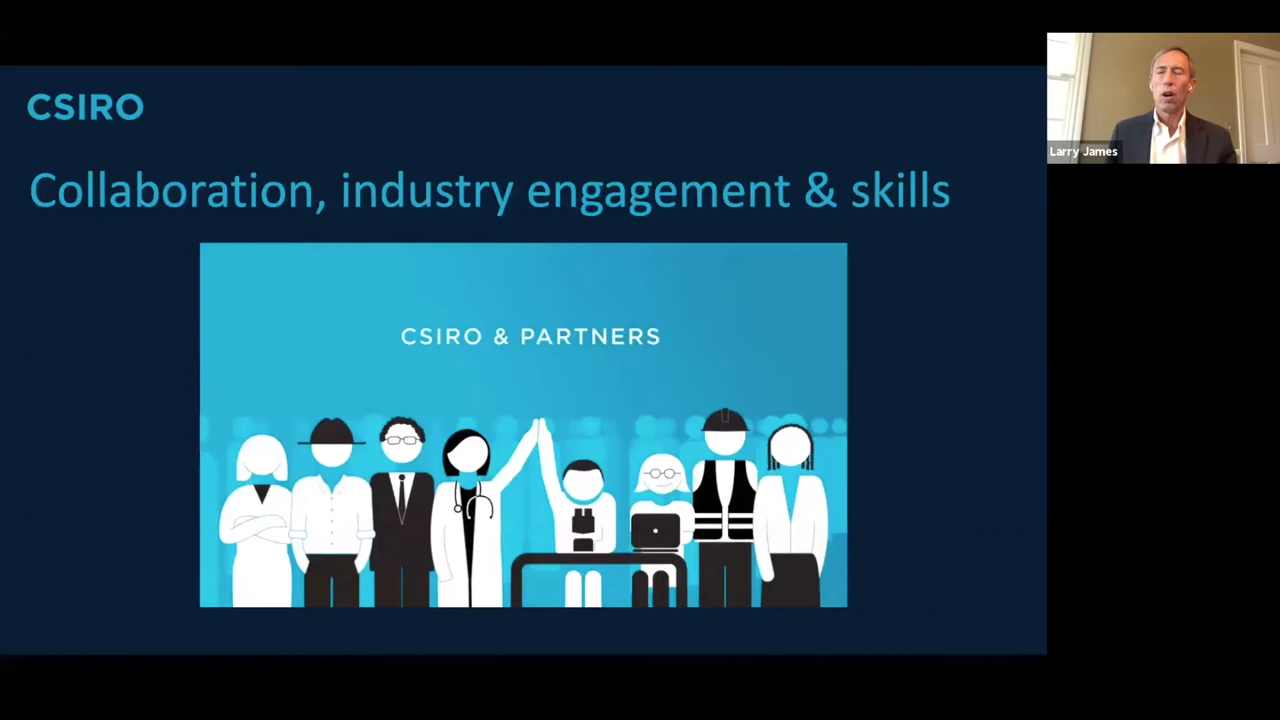 CSIRO
Collaboration, industry engagement & skills
CSIRO & PARTNERS
Larry James